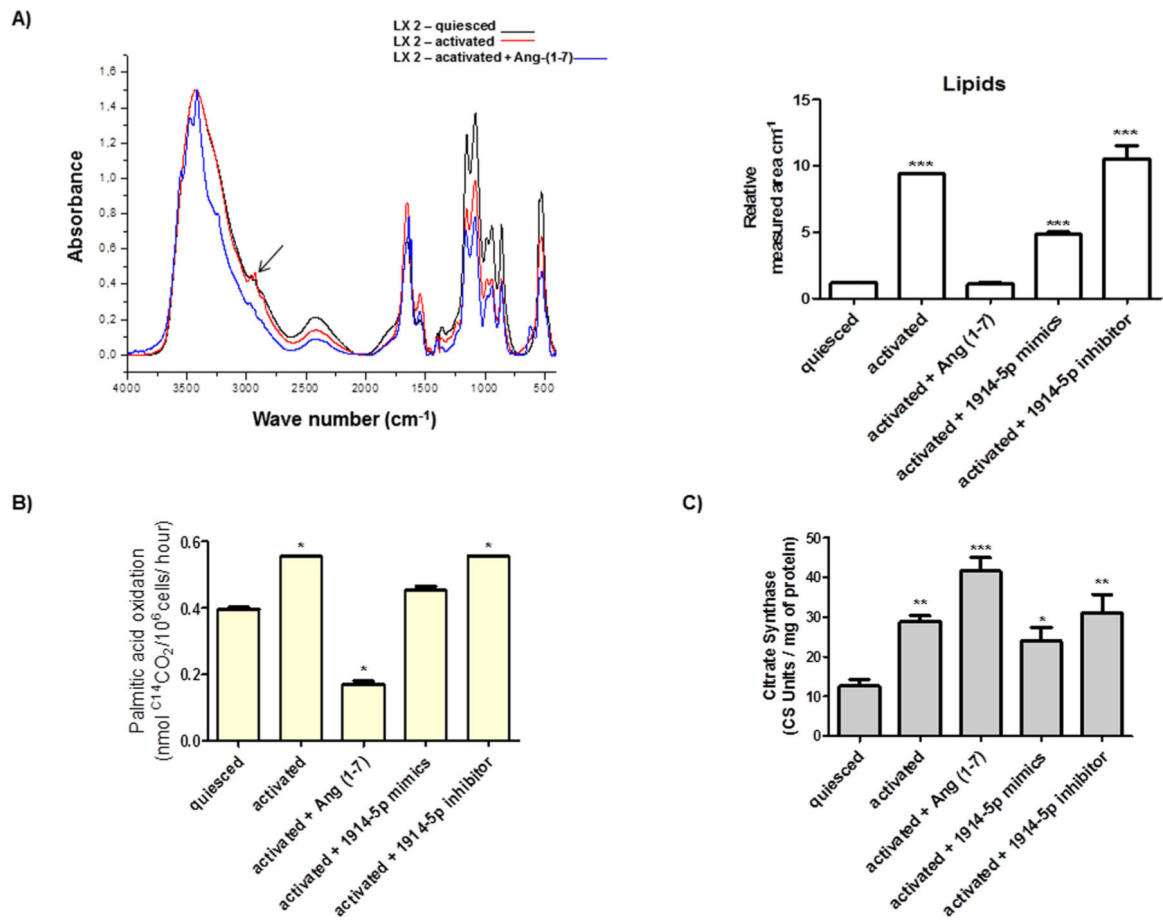 A)
LX 2 – quiesced
LX 2 – activated
LX 2 – acativated + Ang-(1-7)
1,6
1,4
1,2
1,0
0,8
0,6
0,4
0,2
0,0
Absorbance
4000 3500 3000 2500 2000 1500 1000 500
Wave number (cm-1)
Lipids
15
10
5
0
Relative
measured area cm-1
***
***
***
quiesced
activated
activated + Ang (1-7)
activated + 1914-5p mimics
activated + 1914-5p inhibitor
B)
Palmitic acid oxidation
(nmol C14CO2/106cells/ hour)
0.6
0.4
0.2
0.0
*
*
*
quiesced
activated
activated + Ang (1-7)
activated + 1914-5p mimics
activated + 1914-5p inhibitor
C)
Citrate Synthase
(CS Units / mg of protein)
50
40
30
20
10
0
**
***
*
**
quiesced
activated
activated + Ang (1-7)
activated + 1914-5p mimics
activated + 1914-5p inhibitor